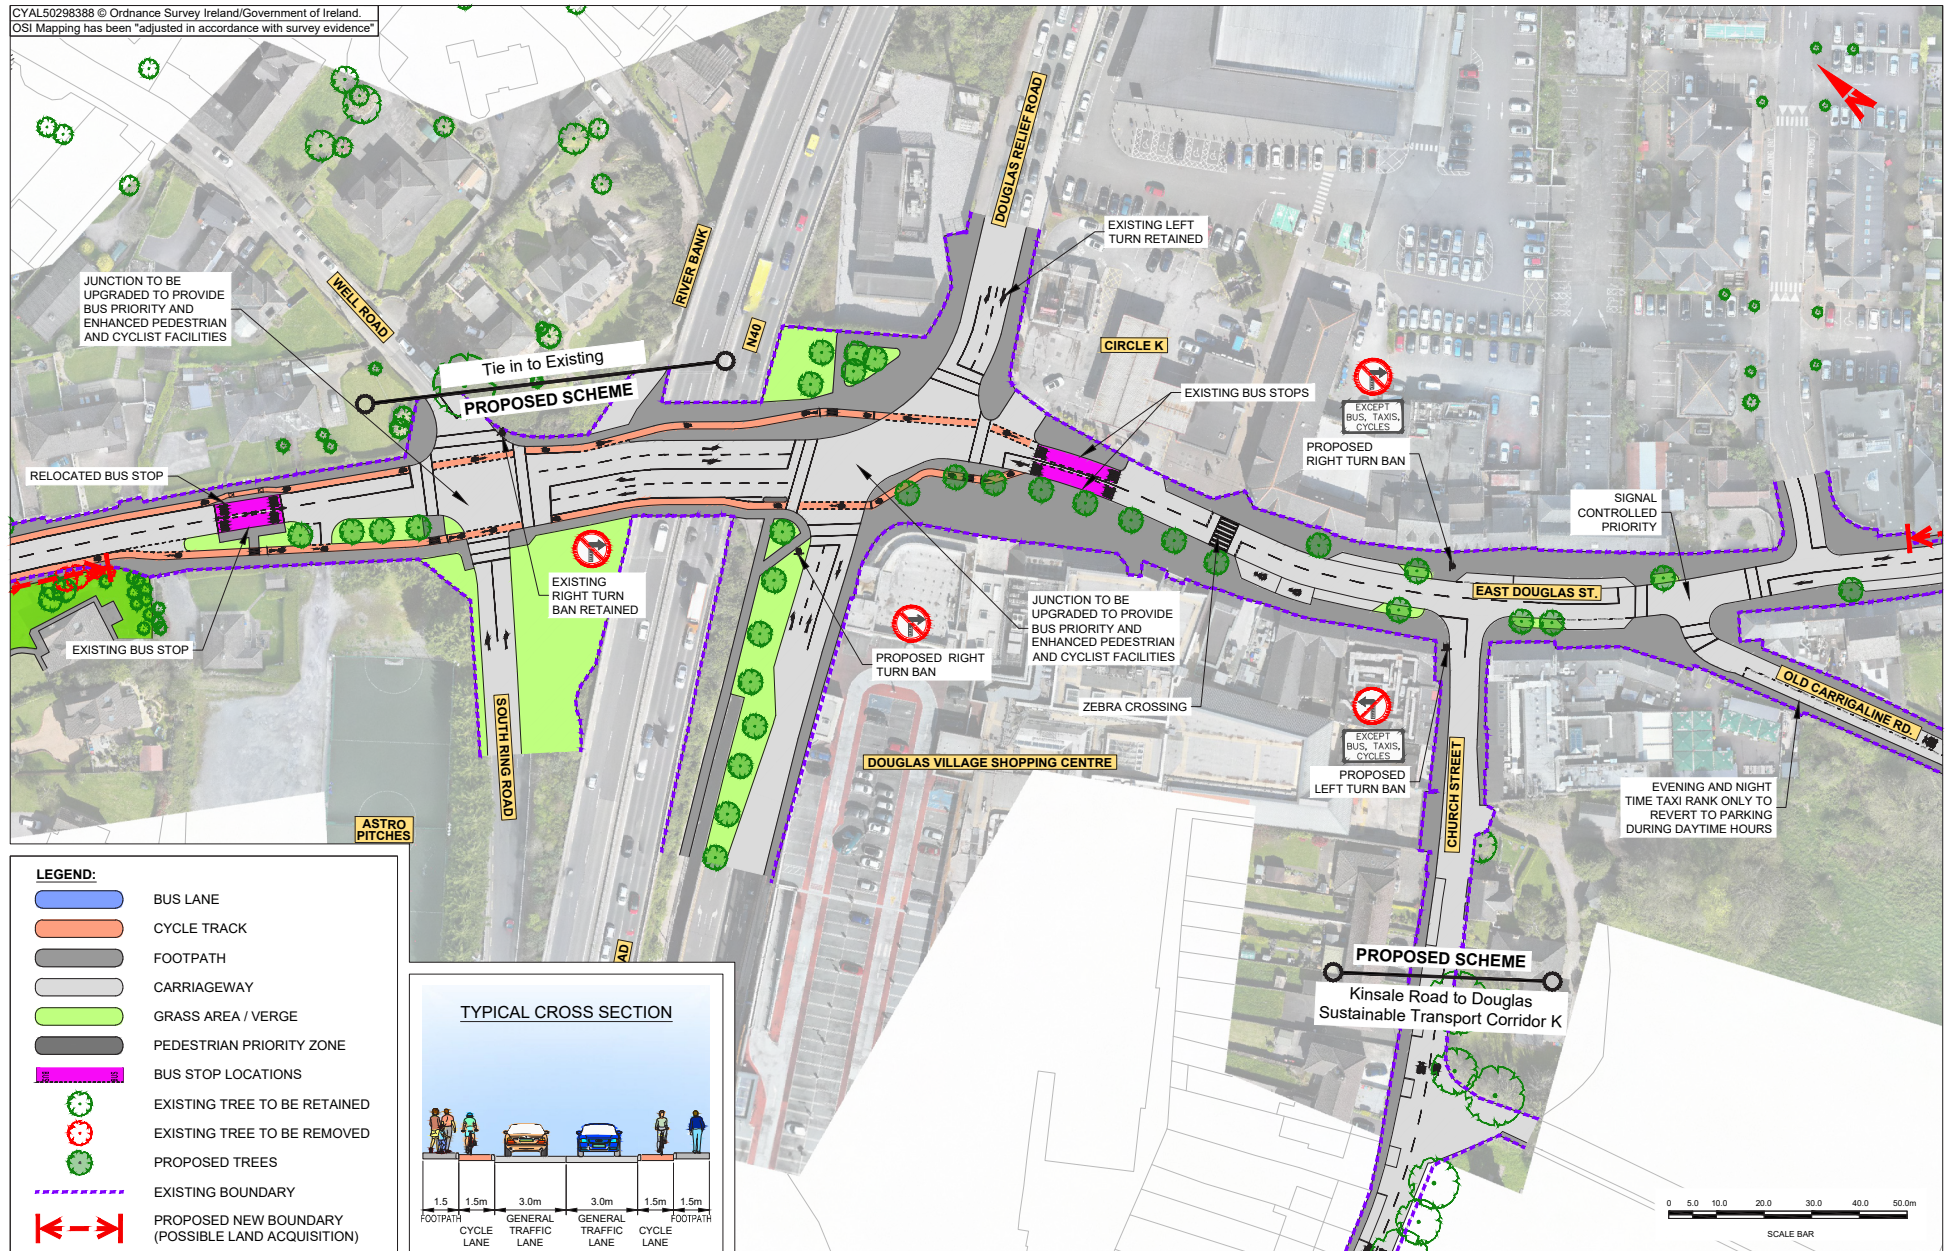 CYAL50298388 © Ordnance Survey Ireland/Government of Ireland.
OSI Mapping has been "adjusted in accordance with survey evidence"
JUNCTION TO BE
UPGRADED TO PROVIDE
BUS PRIORITY AND
ENHANCED PEDESTRIAN
AND CYCLIST FACILITIES
WELL ROAD
RIVER BANK
N40
DOUGLAS RELIEF ROAD
EXISTING LEFT
TURN RETAINED
Tie in to Existing
PROPOSED SCHEME
CIRCLE K
EXISTING BUS STOPS
EXCEPT
BUS, TAXIS,
CYCLES
PROPOSED
RIGHT TURN BAN
RELOCATED BUS STOP
SIGNAL
CONTROLLED
PRIORITY
EXISTING
RIGHT TURN
BAN RETAINED
EAST DOUGLAS ST.
JUNCTION TO BE
UPGRADED TO PROVIDE
BUS PRIORITY AND
ENHANCED PEDESTRIAN
AND CYCLIST FACILITIES
EXISTING BUS STOP
PROPOSED RIGHT
TURN BAN
ZEBRA CROSSING
OLD CARRIGALINE RD.
SOUTH RING ROAD
EXCEPT
BUS, TAXIS,
CYCLES
DOUGLAS VILLAGE SHOPPING CENTRE
PROPOSED
LEFT TURN BAN
CHURCH STREET
EVENING AND NIGHT
TIME TAXI RANK ONLY TO
REVERT TO PARKING
DURING DAYTIME HOURS
ASTRO
PITCHES
AD
PROPOSED SCHEME
Kinsale Road to Douglas
Sustainable Transport Corridor K
LEGEND:
BUS LANE
CYCLE TRACK
FOOTPATH
CARRIAGEWAY
GRASS AREA / VERGE
PEDESTRIAN PRIORITY ZONE
BUS STOP LOCATIONS
EXISTING TREE TO BE RETAINED
EXISTING TREE TO BE REMOVED
PROPOSED TREES
EXISTING BOUNDARY
PROPOSED NEW BOUNDARY
(POSSIBLE LAND ACQUISITION)
TYPICAL CROSS SECTION
1.5 1.5m 3.0m 3.0m 1.5m 1.5m
FOOTPATH CYCLE LANE GENERAL TRAFFIC LANE GENERAL TRAFFIC LANE CYCLE LANE FOOTPATH
0 5.0 10.0 20.0 30.0 40.0 50.0m
SCALE BAR